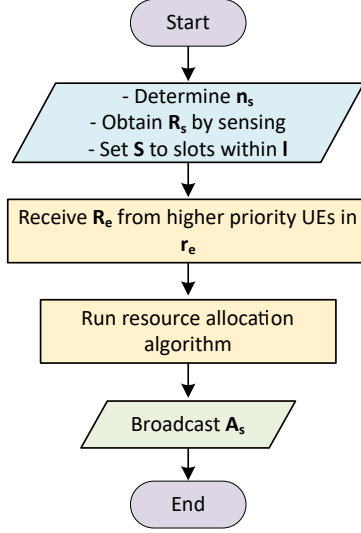 Start
- Determine nₛ
- Obtain Rₛ by sensing
- Set S to slots within l
Receive Rₑ from higher priority UEs in
rₑ
Run resource allocation
algorithm
Broadcast Aₛ
End